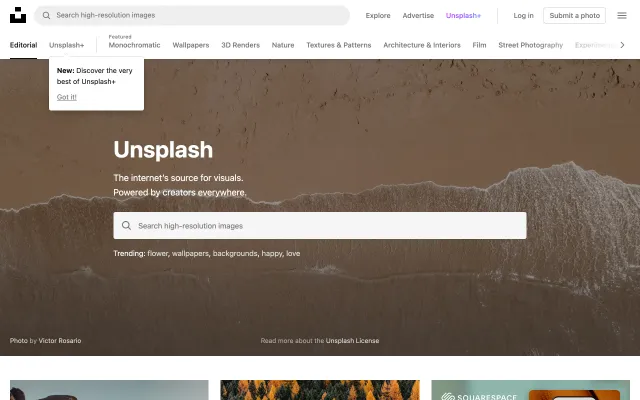 Search high-resolution images
Explore
Advertise
Unsplash+
Log in
Submit a photo
Editorial
Unsplash+
Featured
Monochromatic
Wallpapers
3D Renders
Nature
Textures & Patterns
Architecture & Interiors
Film
Street Photography
New: Discover the very
best of Unsplash+
Got it!
Unsplash
The internet's source for visuals.
Powered by creators everywhere.
Search high-resolution images
Trending: flower, wallpapers, backgrounds, happy, love
Photo by Victor Rosario
Read more about the Unsplash License
SQUARESPACE